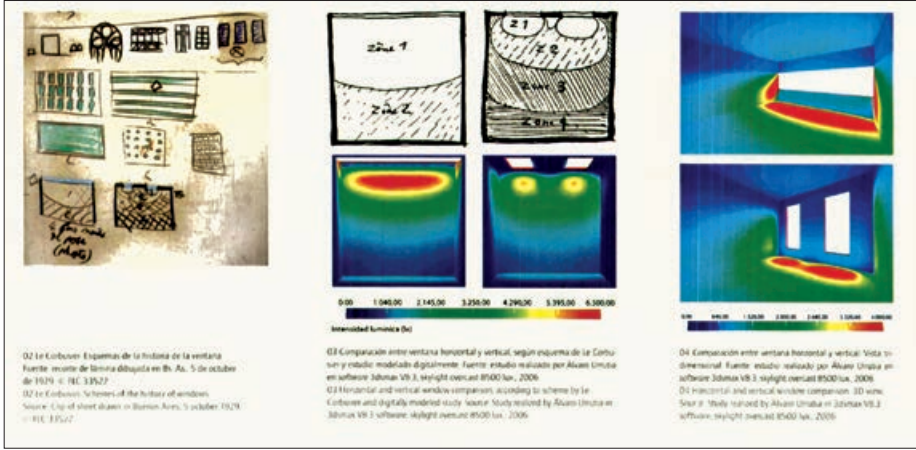 zone 1
zone 2
z1
z2
zone 3
zone 4
0.00 1.040,00 2.145,00 3.250,00 4.290,00 5.395,00 6.500,00
Intensidad lumínica (lx)
02 Le Corbusier. Esquemas de la historia de la ventana
Fuente: recorte de lámina dibujada en Bs. As. 5 de octubre
de 1929. © FLC 33527
02 Le Corbusier. Schemes of the history of windows
Source: Clip of sheet drawn in Buenos Aires, 5 october 1929.
© FLC 33527
03 Comparación entre ventana horizontal y vertical, según esquema de Le Corbu-
sier y estudio modelado digitalmente. Fuente: estudio realizado por Álvaro Urrutia
en software 3dsmax V9.3, skylight overcast 8500 lux., 2006
03 Horizontal and vertical window comparison, according to scheme by Le
Corbusier and digitally modeled study. Source: Study realized by Álvaro Urrutia in
3dsmax V9.3 software, skylight overcast 8500 lux., 2006
04 Comparación entre ventana horizontal y vertical. Vista tri-
dimensional. Fuente: estudio realizado por Álvaro Urrutia en
software 3dsmax V9.3, skylight overcast 8500 lux., 2006
04 Horizontal and vertical window comparison. 3D view.
Source: Study realized by Álvaro Urrutia in 3dsmax V9.3
software, skylight overcast 8500 lux., 2006